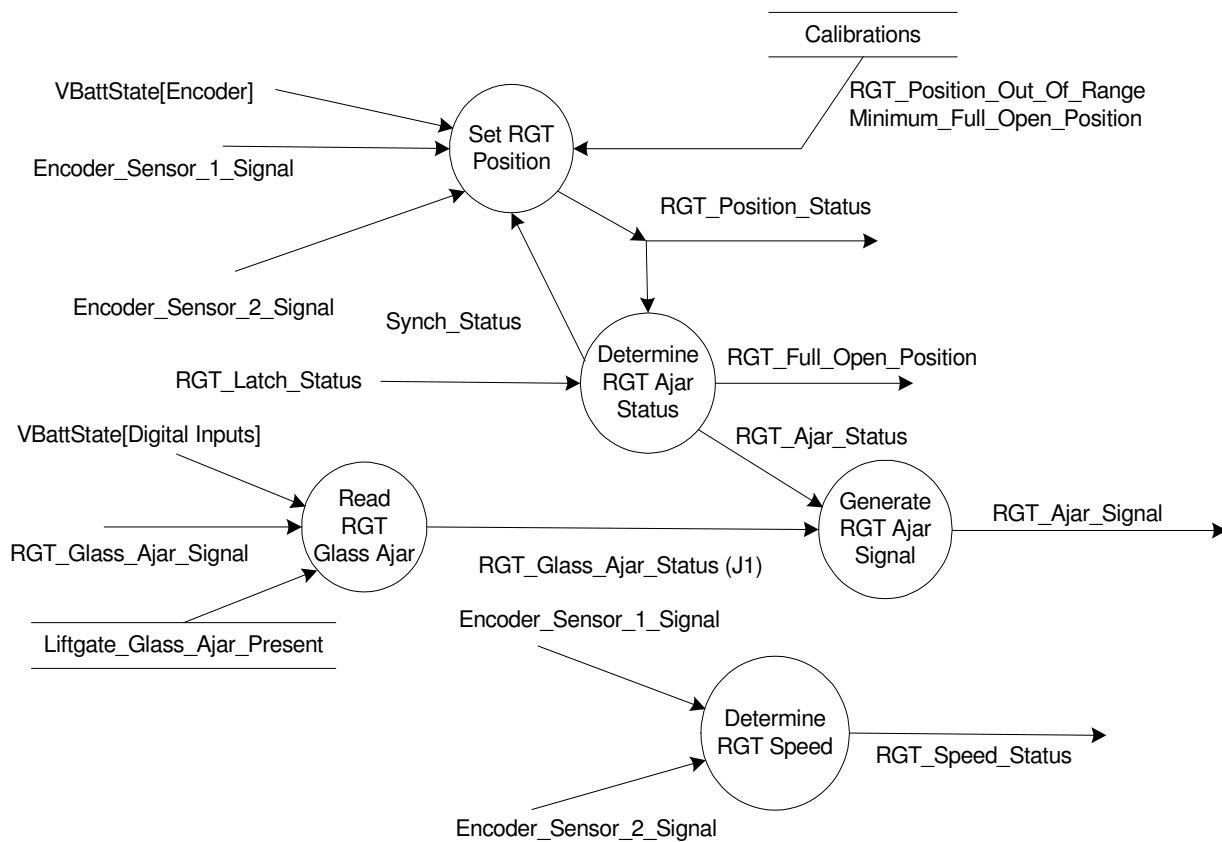 Calibrations
VBattState[Encoder]
RGT_Position_Out_Of_Range
Minimum_Full_Open_Position
Set RGT
Position
Encoder_Sensor_1_Signal
RGT_Position_Status
Encoder_Sensor_2_Signal
Synch_Status
Determine
RGT Ajar
Status
RGT_Full_Open_Position
RGT_Latch_Status
VBattState[Digital Inputs]
RGT_Ajar_Status
Read
RGT
Glass Ajar
Generate
RGT Ajar
Signal
RGT_Ajar_Signal
RGT_Glass_Ajar_Signal
RGT_Glass_Ajar_Status (J1)
Liftgate_Glass_Ajar_Present
Encoder_Sensor_1_Signal
Determine
RGT Speed
RGT_Speed_Status
Encoder_Sensor_2_Signal